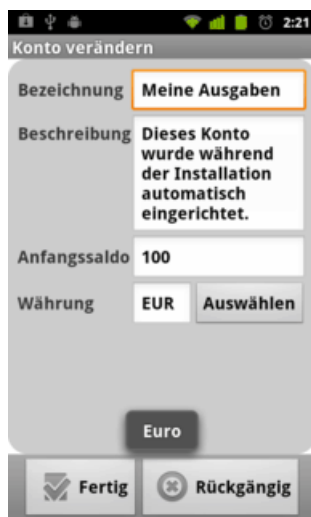 2:21
Konto verändern
Bezeichnung Meine Ausgaben
Beschreibung Dieses Konto
wurde während
der Installation
automatisch
eingerichtet.
Anfangssaldo 100
Währung EUR Auswählen
Euro
Fertig Rückgängig